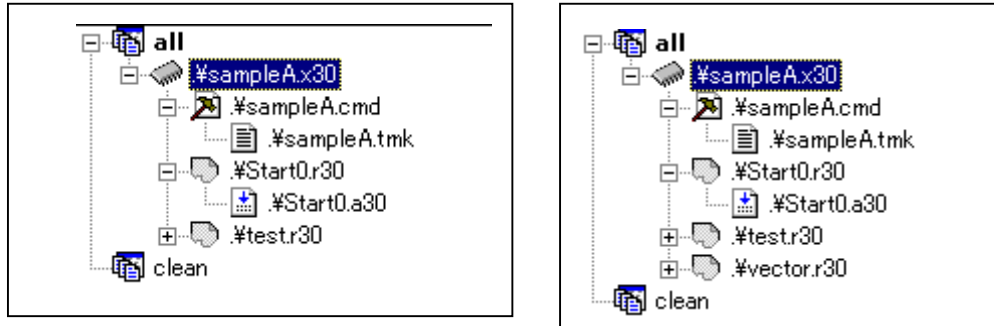 all
.¥sampleA.x30
.¥sampleA.cmd
.¥sampleA.tmk
.¥Start0.r30
.¥Start0.a30
.¥test.r30
clean
all
.¥sampleA.x30
.¥sampleA.cmd
.¥sampleA.tmk
.¥Start0.r30
.¥Start0.a30
.¥test.r30
.¥vector.r30
clean